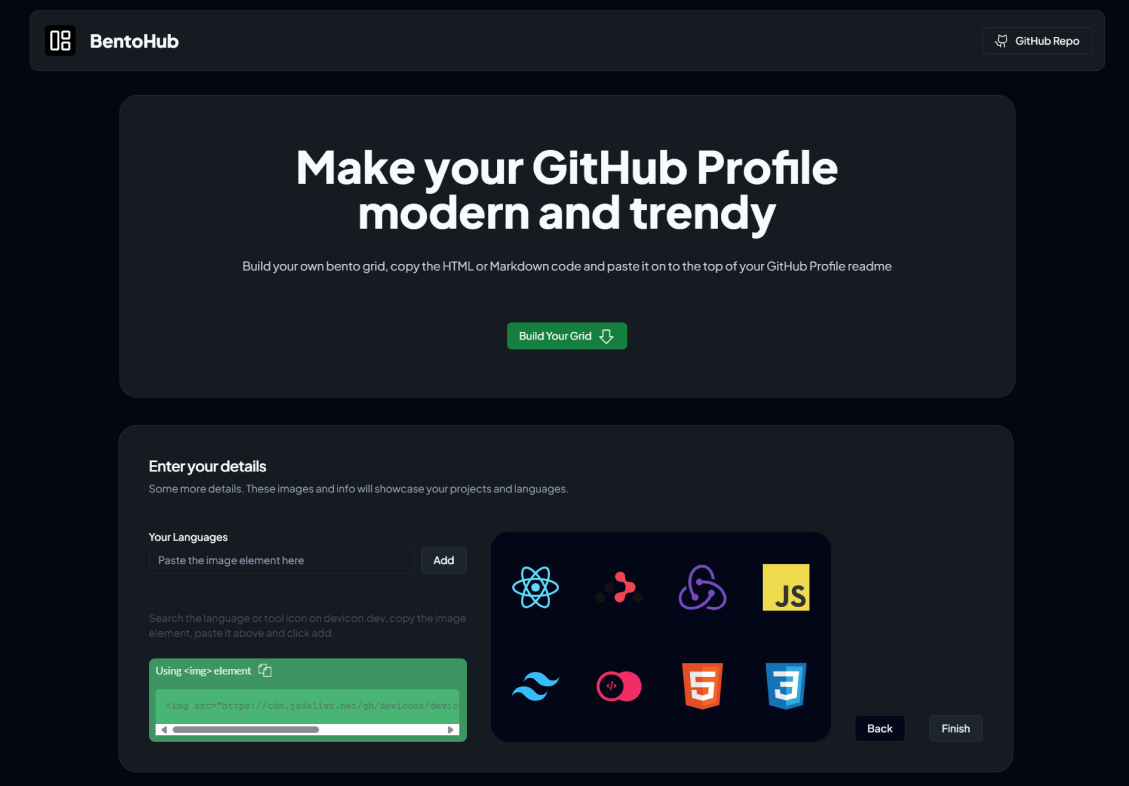 BentoHub
GitHub Repo
Make your GitHub Profile
modern and trendy
Build your own bento grid, copy the HTML or Markdown code and paste it on to the top of your GitHub Profile readme
Build Your Grid
Enter your details
Some more details. These images and info will showcase your projects and languages.
Your Languages
Paste the image element here
Add
Search the language or tool icon on devicon.dev, copy the image
element, paste it above and click add.
Using <img> element
<img src="https://cdn.jsdelivr.net/gh/devicons/devic
JS
</>
5
3
Back
Finish